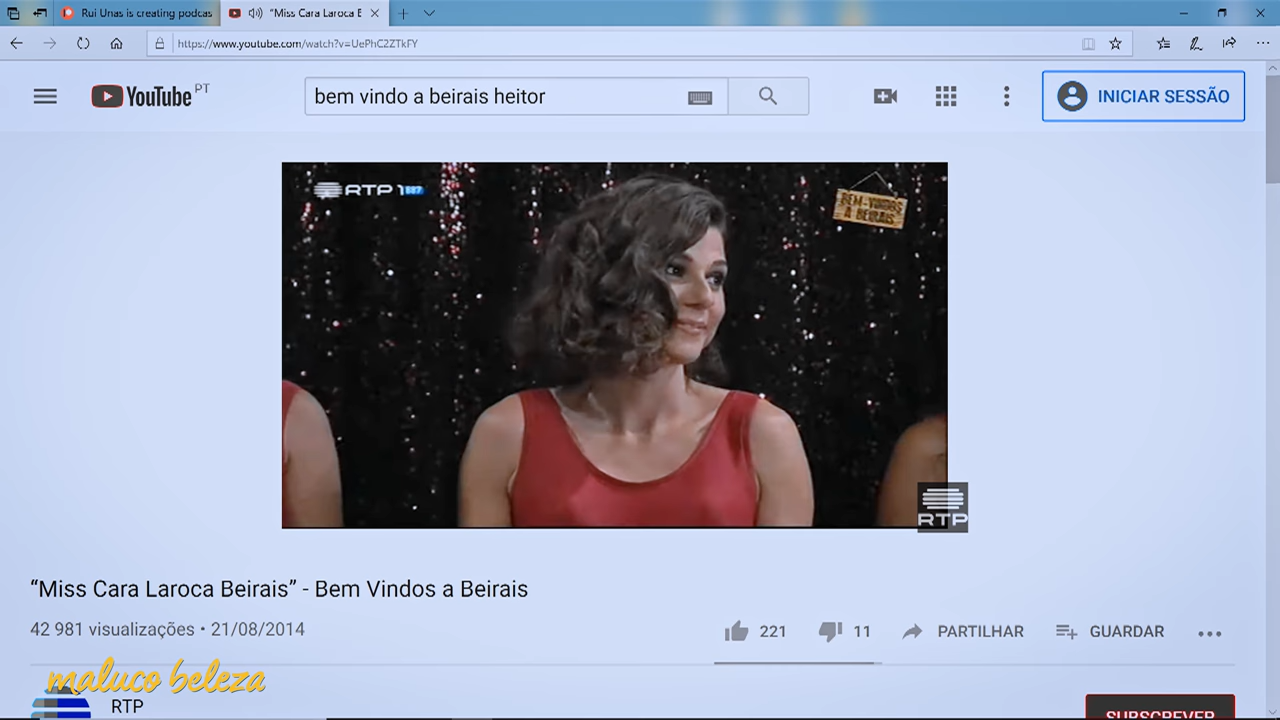 Rui Unas is creating podcas
“Miss Cara Laroca E
https://www.youtube.com/watch?v=UePhC2ZTkFY
YouTube PT
bem vindo a beirais heitor
INICIAR SESSÃO
RTP 1 887
BEM-VINDOS
A BEIRAIS
RTP
“Miss Cara Laroca Beirais” - Bem Vindos a Beirais
42 981 visualizações • 21/08/2014
221
11
PARTILHAR
GUARDAR
maluco beleza
RTP
SUBSCREVER